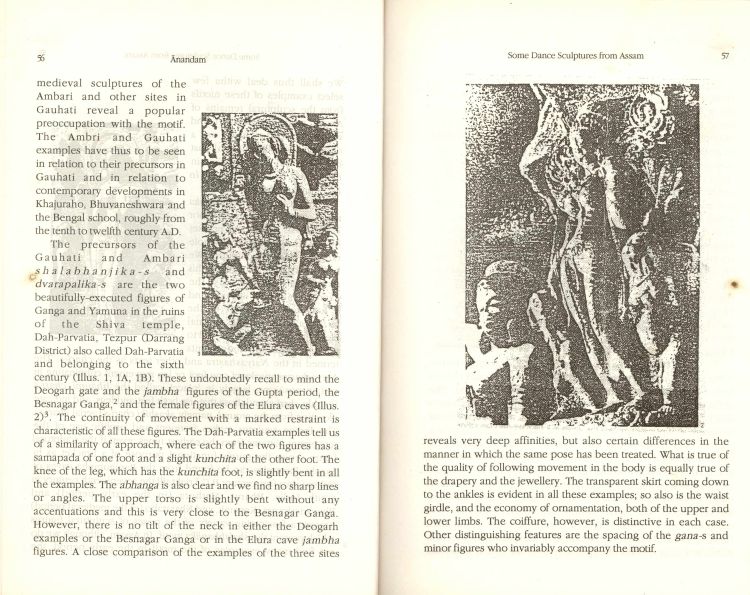 56
Ānandam
medieval sculptures of the
Ambari and other sites in
Gauhati reveal a popular
preoccupation with the motif.
The Ambri and Gauhati
examples have thus to be seen
in relation to their precursors in
Gauhati and in relation to
contemporary developments in
Khajuraho, Bhuvaneshwara and
the Bengal school, roughly from
the tenth to twelfth century A.D.
The precursors of the
Gauhati and Ambari
shalabhanjika-s and
dvarapalika-s are the two
beautifully-executed figures of
Ganga and Yamuna in the ruins
of the Shiva temple,
Dah-Parvatia, Tezpur (Darrang
District) also called Dah-Parvatia
and belonging to the sixth
century (Illus. 1, 1A, 1B). These undoubtedly recall to mind the
Deogarh gate and the jambha figures of the Gupta period, the
Besnagar Ganga,2 and the female figures of the Elura caves (Illus.
2)3. The continuity of movement with a marked restraint is
characteristic of all these figures. The Dah-Parvatia examples tell us
of a similarity of approach, where each of the two figures has a
samapada of one foot and a slight kunchita of the other foot. The
knee of the leg, which has the kunchita foot, is slightly bent in all
the examples. The abhanga is also clear and we find no sharp lines
or angles. The upper torso is slightly bent without any
accentuations and this is very close to the Besnagar Ganga.
However, there is no tilt of the neck in either the Deogarh
examples or the Besnagar Ganga or in the Elura cave jambha
figures. A close comparison of the examples of the three sites
1
Some Dance Sculptures from Assam
57
2
reveals very deep affinities, but also certain differences in the
manner in which the same pose has been treated. What is true of
the quality of following movement in the body is equally true of
the drapery and the jewellery. The transparent skirt coming down
to the ankles is evident in all these examples; so also is the waist
girdle, and the economy of ornamentation, both of the upper and
lower limbs. The coiffure, however, is distinctive in each case.
Other distinguishing features are the spacing of the gana-s and
minor figures who invariably accompany the motif.